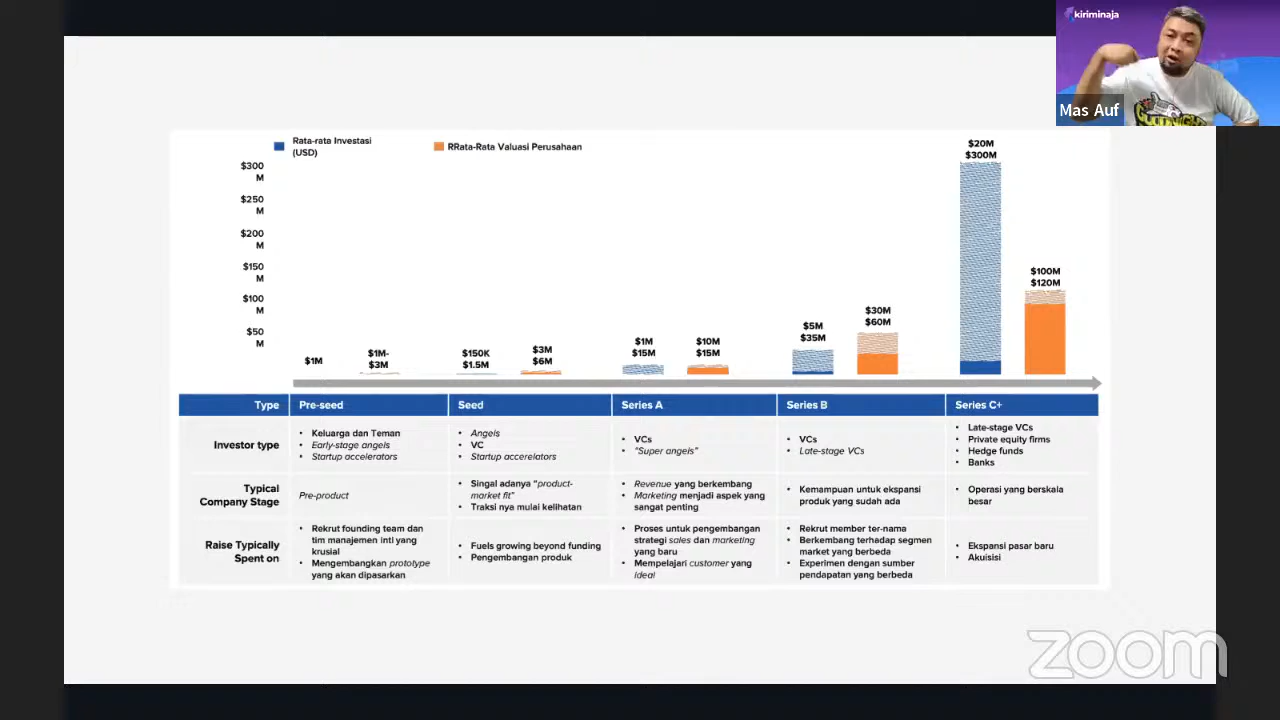 kiriminaja
Mas Auf
Rata-rata Investasi
(USD)
RRata-Rata Valuasi Perusahaan
$300
M
$250
M
$200
M
$150
M
$100
M
$50
M
$1M
$1M-
$3M
$150K
$1.5M
$3M
$6M
$1M
$15M
$10M
$15M
$5M
$35M
$30M
$60M
$20M
$300M
$100M
$120M
Type
Pre-seed
Seed
Series A
Series B
Series C+
Investor type
• Keluarga dan Teman
• Early-stage angels
• Startup accelerators
• Angels
• VC
• Startup accerelators
• VCs
• "Super angels"
• VCs
• Late-stage VCs
• Late-stage VCs
• Private equity firms
• Hedge funds
• Banks
Typical
Company Stage
Pre-product
• Singal adanya "product-
market fit"
• Traksi nya mulai kelihatan
• Revenue yang berkembang
• Marketing menjadi aspek yang
sangat penting
• Kemampuan untuk ekspansi
produk yang sudah ada
• Operasi yang berskala
besar
Raise Typically
Spent on
• Rekrut founding team dan
tim manajemen inti yang
krusial
• Mengembangkan prototype
yang akan dipasarkan
• Fuels growing beyond funding
• Pengembangan produk
• Proses untuk pengembangan
strategi sales dan marketing
yang baru
• Mempelajari customer yang
ideal
• Rekrut member ter-nama
• Berkembang terhadap segmen
market yang berbeda
• Experimen dengan sumber
pendapatan yang berbeda
• Ekspansi pasar baru
• Akuisisi
zoom